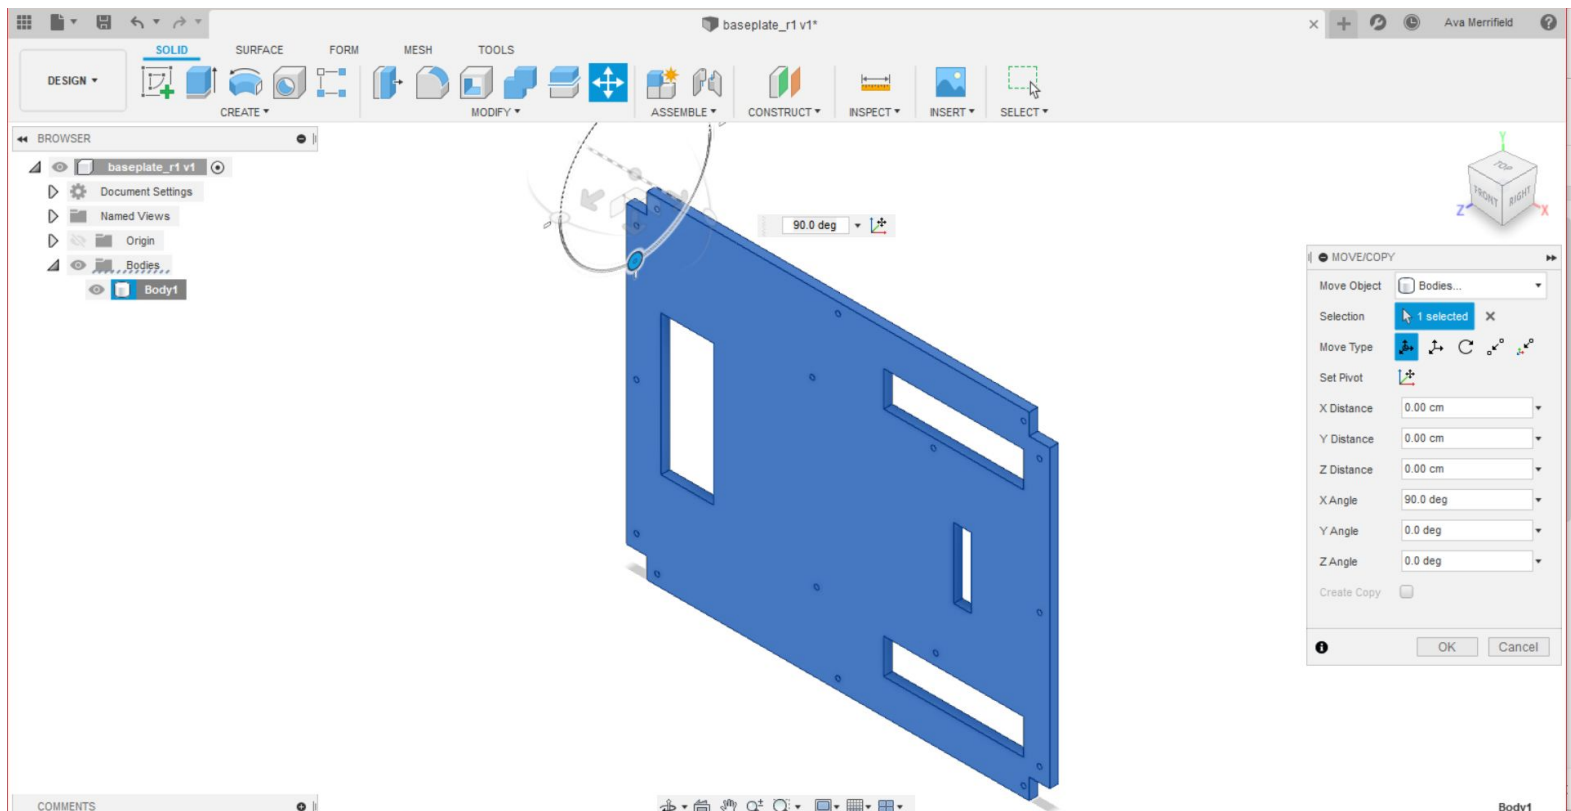 baseplate_r1 v1*
Ava Merrifield
DESIGN
SOLID SURFACE FORM MESH TOOLS
CREATE MODIFY ASSEMBLE CONSTRUCT INSPECT INSERT SELECT
BROWSER
baseplate_r1 v1
Document Settings
Named Views
Origin
Bodies
Body1
90.0 deg
TOP
FRONT
RIGHT
Y
Z
X
MOVE/COPY
Move Object Bodies...
Selection 1 selected
Move Type
Set Pivot
X Distance 0.00 cm
Y Distance 0.00 cm
Z Distance 0.00 cm
X Angle 90.0 deg
Y Angle 0.0 deg
Z Angle 0.0 deg
Create Copy
OK Cancel
COMMENTS
Body1